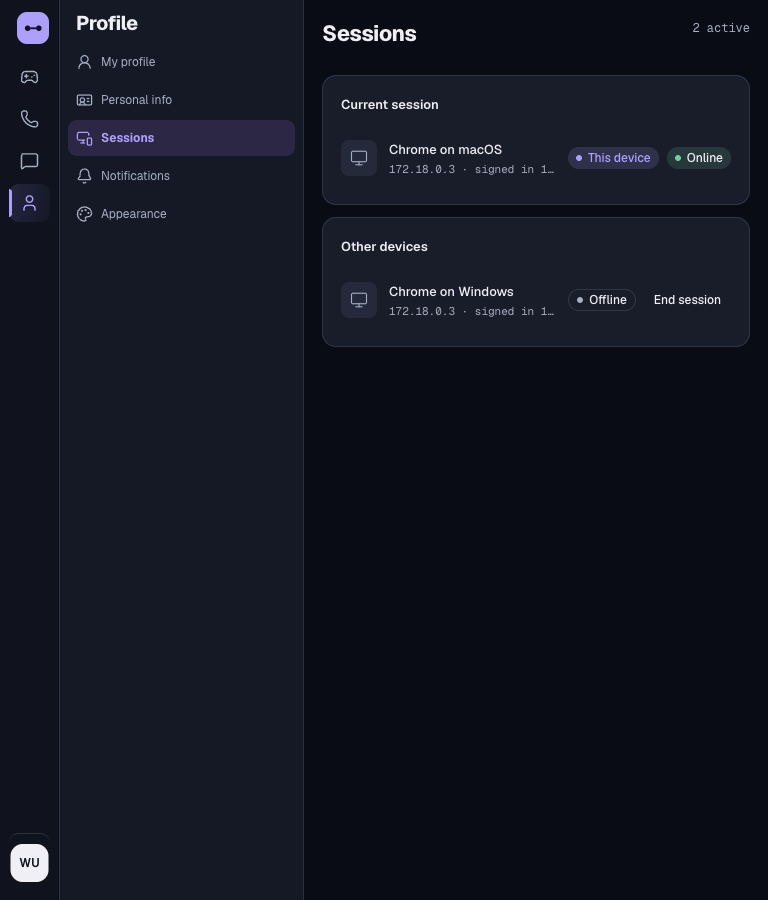 Profile
My profile
Personal info
Sessions
Notifications
Appearance
WU
Sessions
2 active
Current session
Chrome on macOS
172.18.0.3 · signed in 1…
This device
Online
Other devices
Chrome on Windows
172.18.0.3 · signed in 1…
Offline
End session